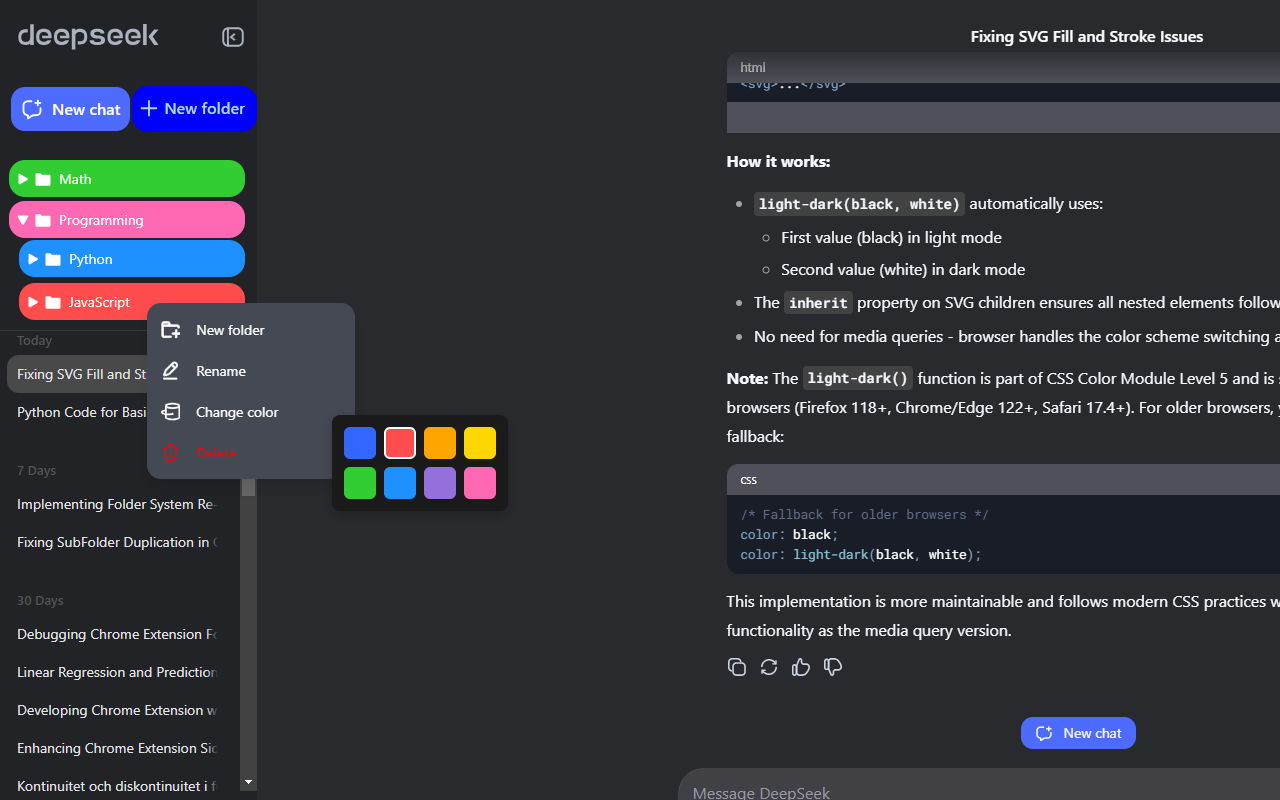 deepseek
New chat
New folder
Math
Programming
Python
JavaScript
Today
Fixing SVG Fill and St
Python Code for Basi
7 Days
Implementing Folder System Re-
Fixing SubFolder Duplication in
30 Days
Debugging Chrome Extension Fo
Linear Regression and Prediction
Developing Chrome Extension w
Enhancing Chrome Extension Sid
Kontinuitet och diskontinuitet i f
New folder
Rename
Change color
Delete
Fixing SVG Fill and Stroke Issues
html
<svg>...</svg>
How it works:
light-dark(black, white) automatically uses:
First value (black) in light mode
Second value (white) in dark mode
The inherit property on SVG children ensures all nested elements follow
No need for media queries - browser handles the color scheme switching a
Note: The light-dark() function is part of CSS Color Module Level 5 and is
browsers (Firefox 118+, Chrome/Edge 122+, Safari 17.4+). For older browsers,
fallback:
css
/* Fallback for older browsers */
color: black;
color: light-dark(black, white);
This implementation is more maintainable and follows modern CSS practices w
functionality as the media query version.
New chat
Message DeepSeek